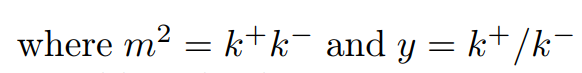 where m² = k⁺k⁻ and y = k⁺/k⁻